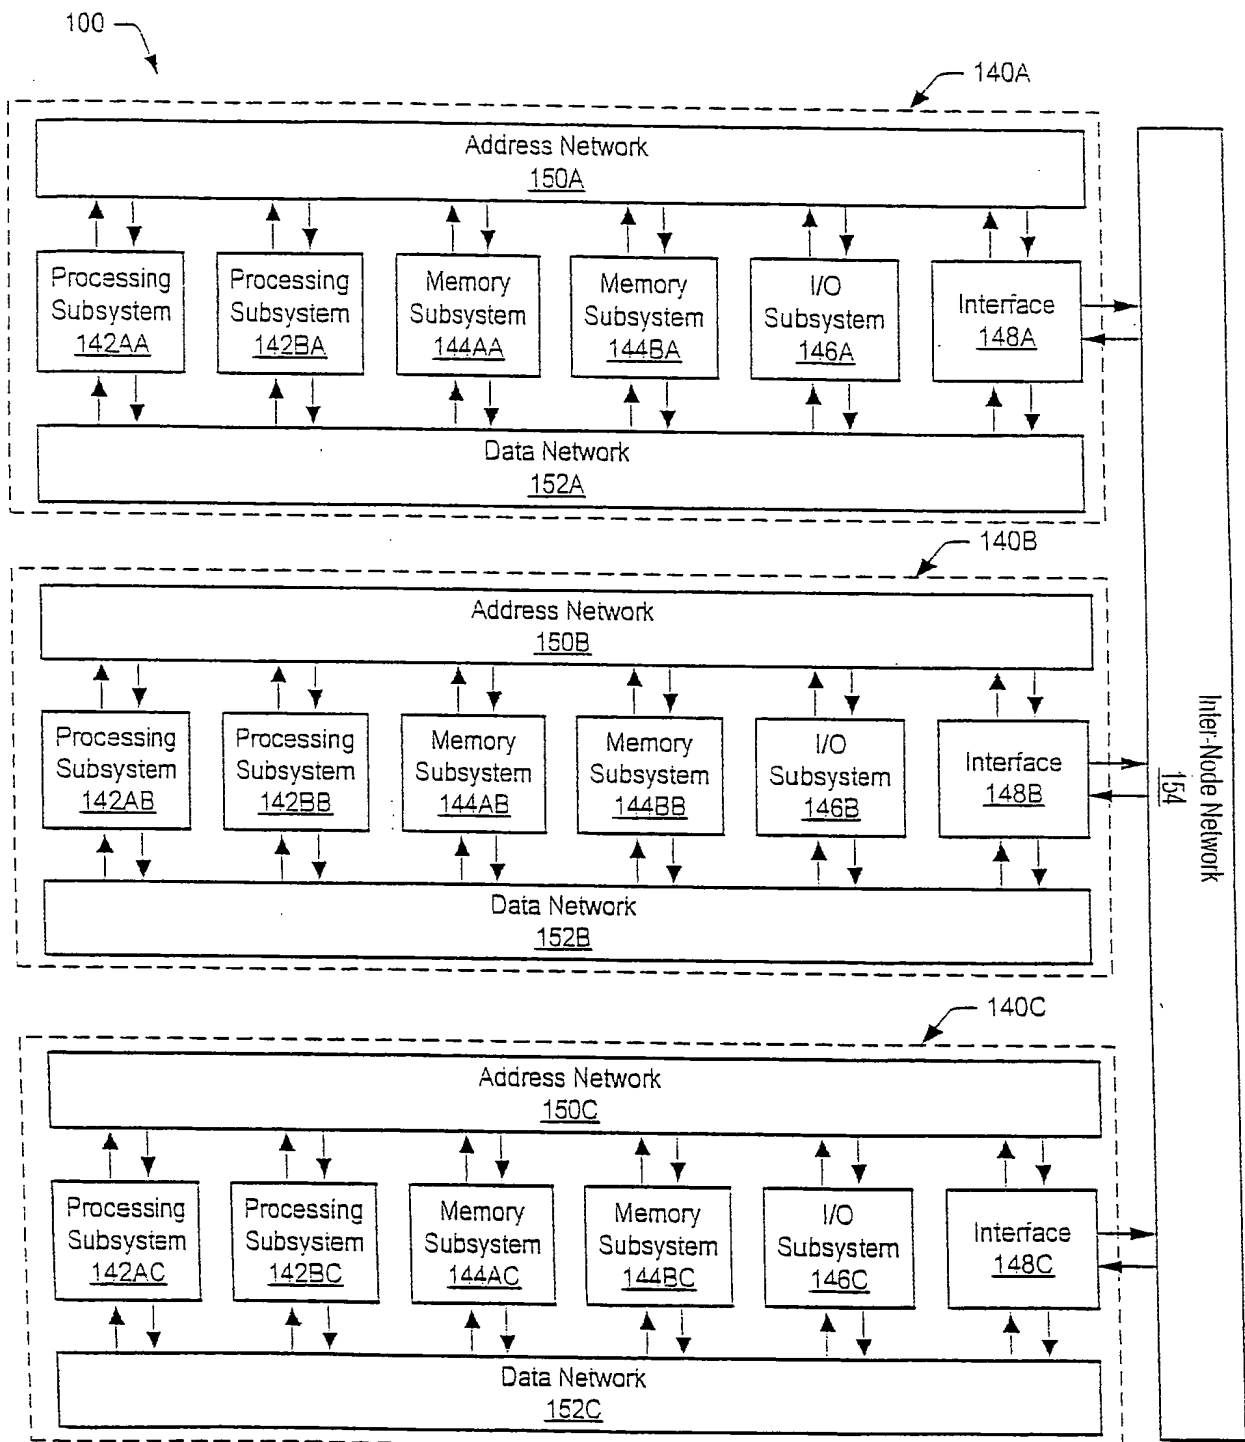 100
140A
Address Network
150A
Processing
Subsystem
142AA
Processing
Subsystem
142BA
Memory
Subsystem
144AA
Memory
Subsystem
144BA
I/O
Subsystem
146A
Interface
148A
Data Network
152A
140B
Address Network
150B
Processing
Subsystem
142AB
Processing
Subsystem
142BB
Memory
Subsystem
144AB
Memory
Subsystem
144BB
I/O
Subsystem
146B
Interface
148B
Data Network
152B
140C
Address Network
150C
Processing
Subsystem
142AC
Processing
Subsystem
142BC
Memory
Subsystem
144AC
Memory
Subsystem
144BC
I/O
Subsystem
146C
Interface
148C
Data Network
152C
Inter-Node Network
154